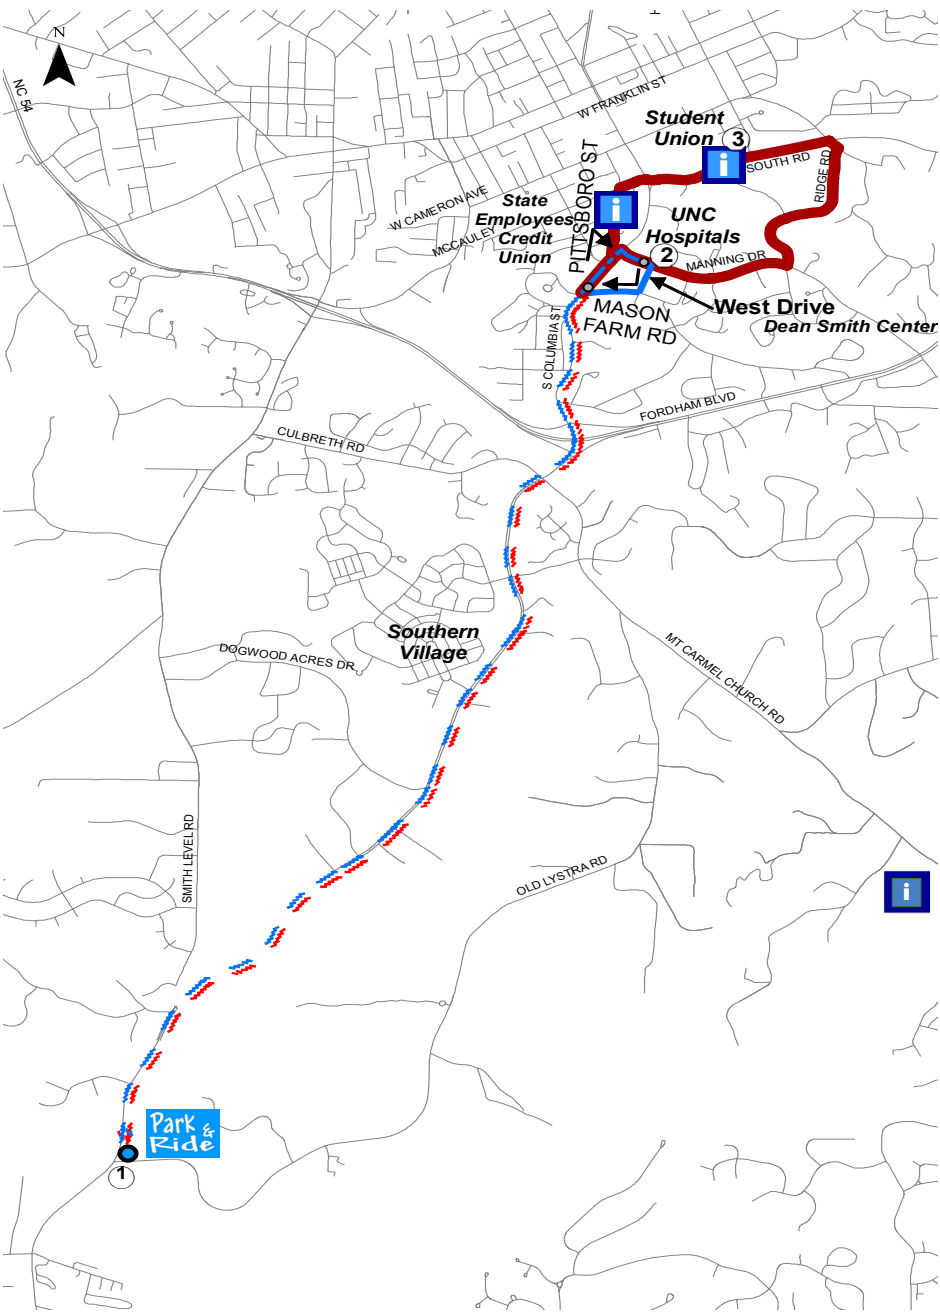 N
NC 54
W FRANKLIN ST
Student
Union
3
SOUTH RD
RIDGE RD
PITTSBORO ST
W CAMERON AVE
MCCAULEY
State
Employees
Credit
Union
UNC
Hospitals
2
MANNING DR
West Drive
Dean Smith Center
MASON
FARM RD
S COLUMBIA ST
FORDHAM BLVD
CULBRETH RD
Southern
Village
DOGWOOD ACRES DR
MT CARMEL CHURCH RD
SMITH LEVEL RD
OLD LYSTRA RD
i
i
i
Park &
Ride
1